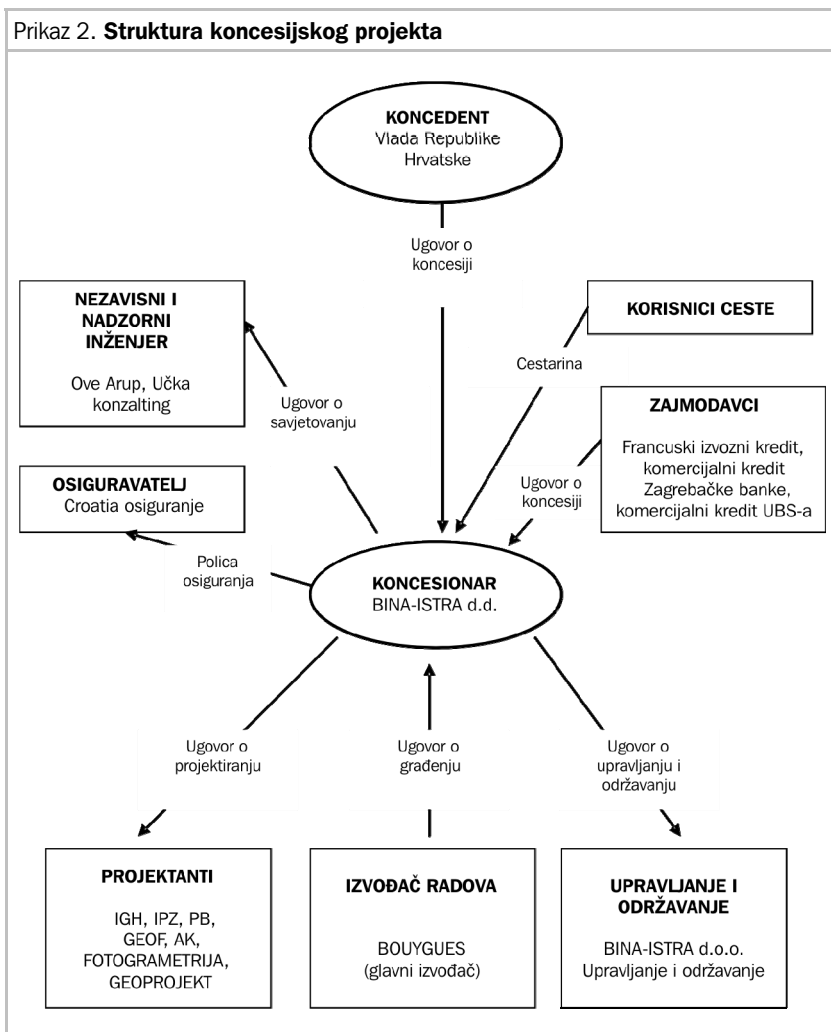 Prikaz 2. Struktura koncesijskog projekta
KONCEDENT
Vlada Republike
Hrvatske
Ugovor o
koncesiji
NEZAVISNI I
NADZORNI
INŽENJER
Ove Arup, Učka
konzalting
Ugovor o
savjetovanju
KORISNICI CESTE
Cestarina
ZAJMODAVCI
Francuski izvozni kredit,
komercijalni kredit
Zagrebačke banke,
komercijalni kredit UBS-a
Ugovor o
koncesiji
OSIGURAVATELJ
Croatia osiguranje
Polica
osiguranja
KONCESIONAR
BINA-ISTRA d.d.
Ugovor o
projektiranju
Ugovor o
građenju
Ugovor o
upravljanju i
održavanju
PROJEKTANTI
IGH, IPZ, PB,
GEOF, AK,
FOTOGRAMETRIJA,
GEOPROJEKT
IZVOĐAČ RADOVA
BOUYGUES
(glavni izvođač)
UPRAVLJANJE I
ODRŽAVANJE
BINA-ISTRA d.o.o.
Upravljanje i održavanje